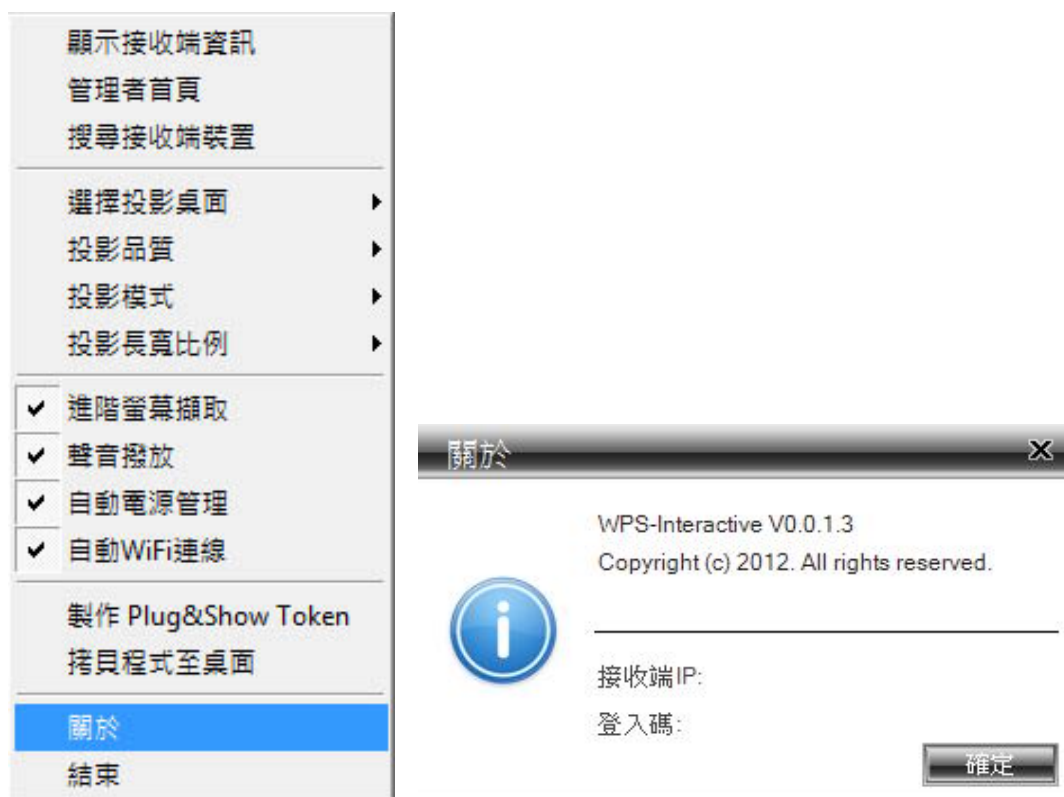 顯示接收端資訊
管理者首頁
搜尋接收端裝置
選擇投影桌面
投影品質
投影模式
投影長寬比例
進階螢幕擷取
聲音撥放
自動電源管理
自動WiFi連線
製作 Plug&Show Token
拷貝程式至桌面
關於
結束
關於
WPS-Interactive V0.0.1.3
Copyright (c) 2012. All rights reserved.
接收端IP:
登入碼:
確定